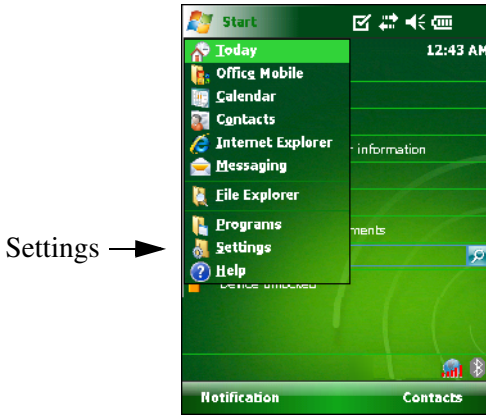 Start
Today
12:43 AM
Office Mobile
Calendar
Contacts
Internet Explorer
information
Messaging
File Explorer
Programs
ments
Settings
Settings
Help
Device unlocked
Notification
Contacts